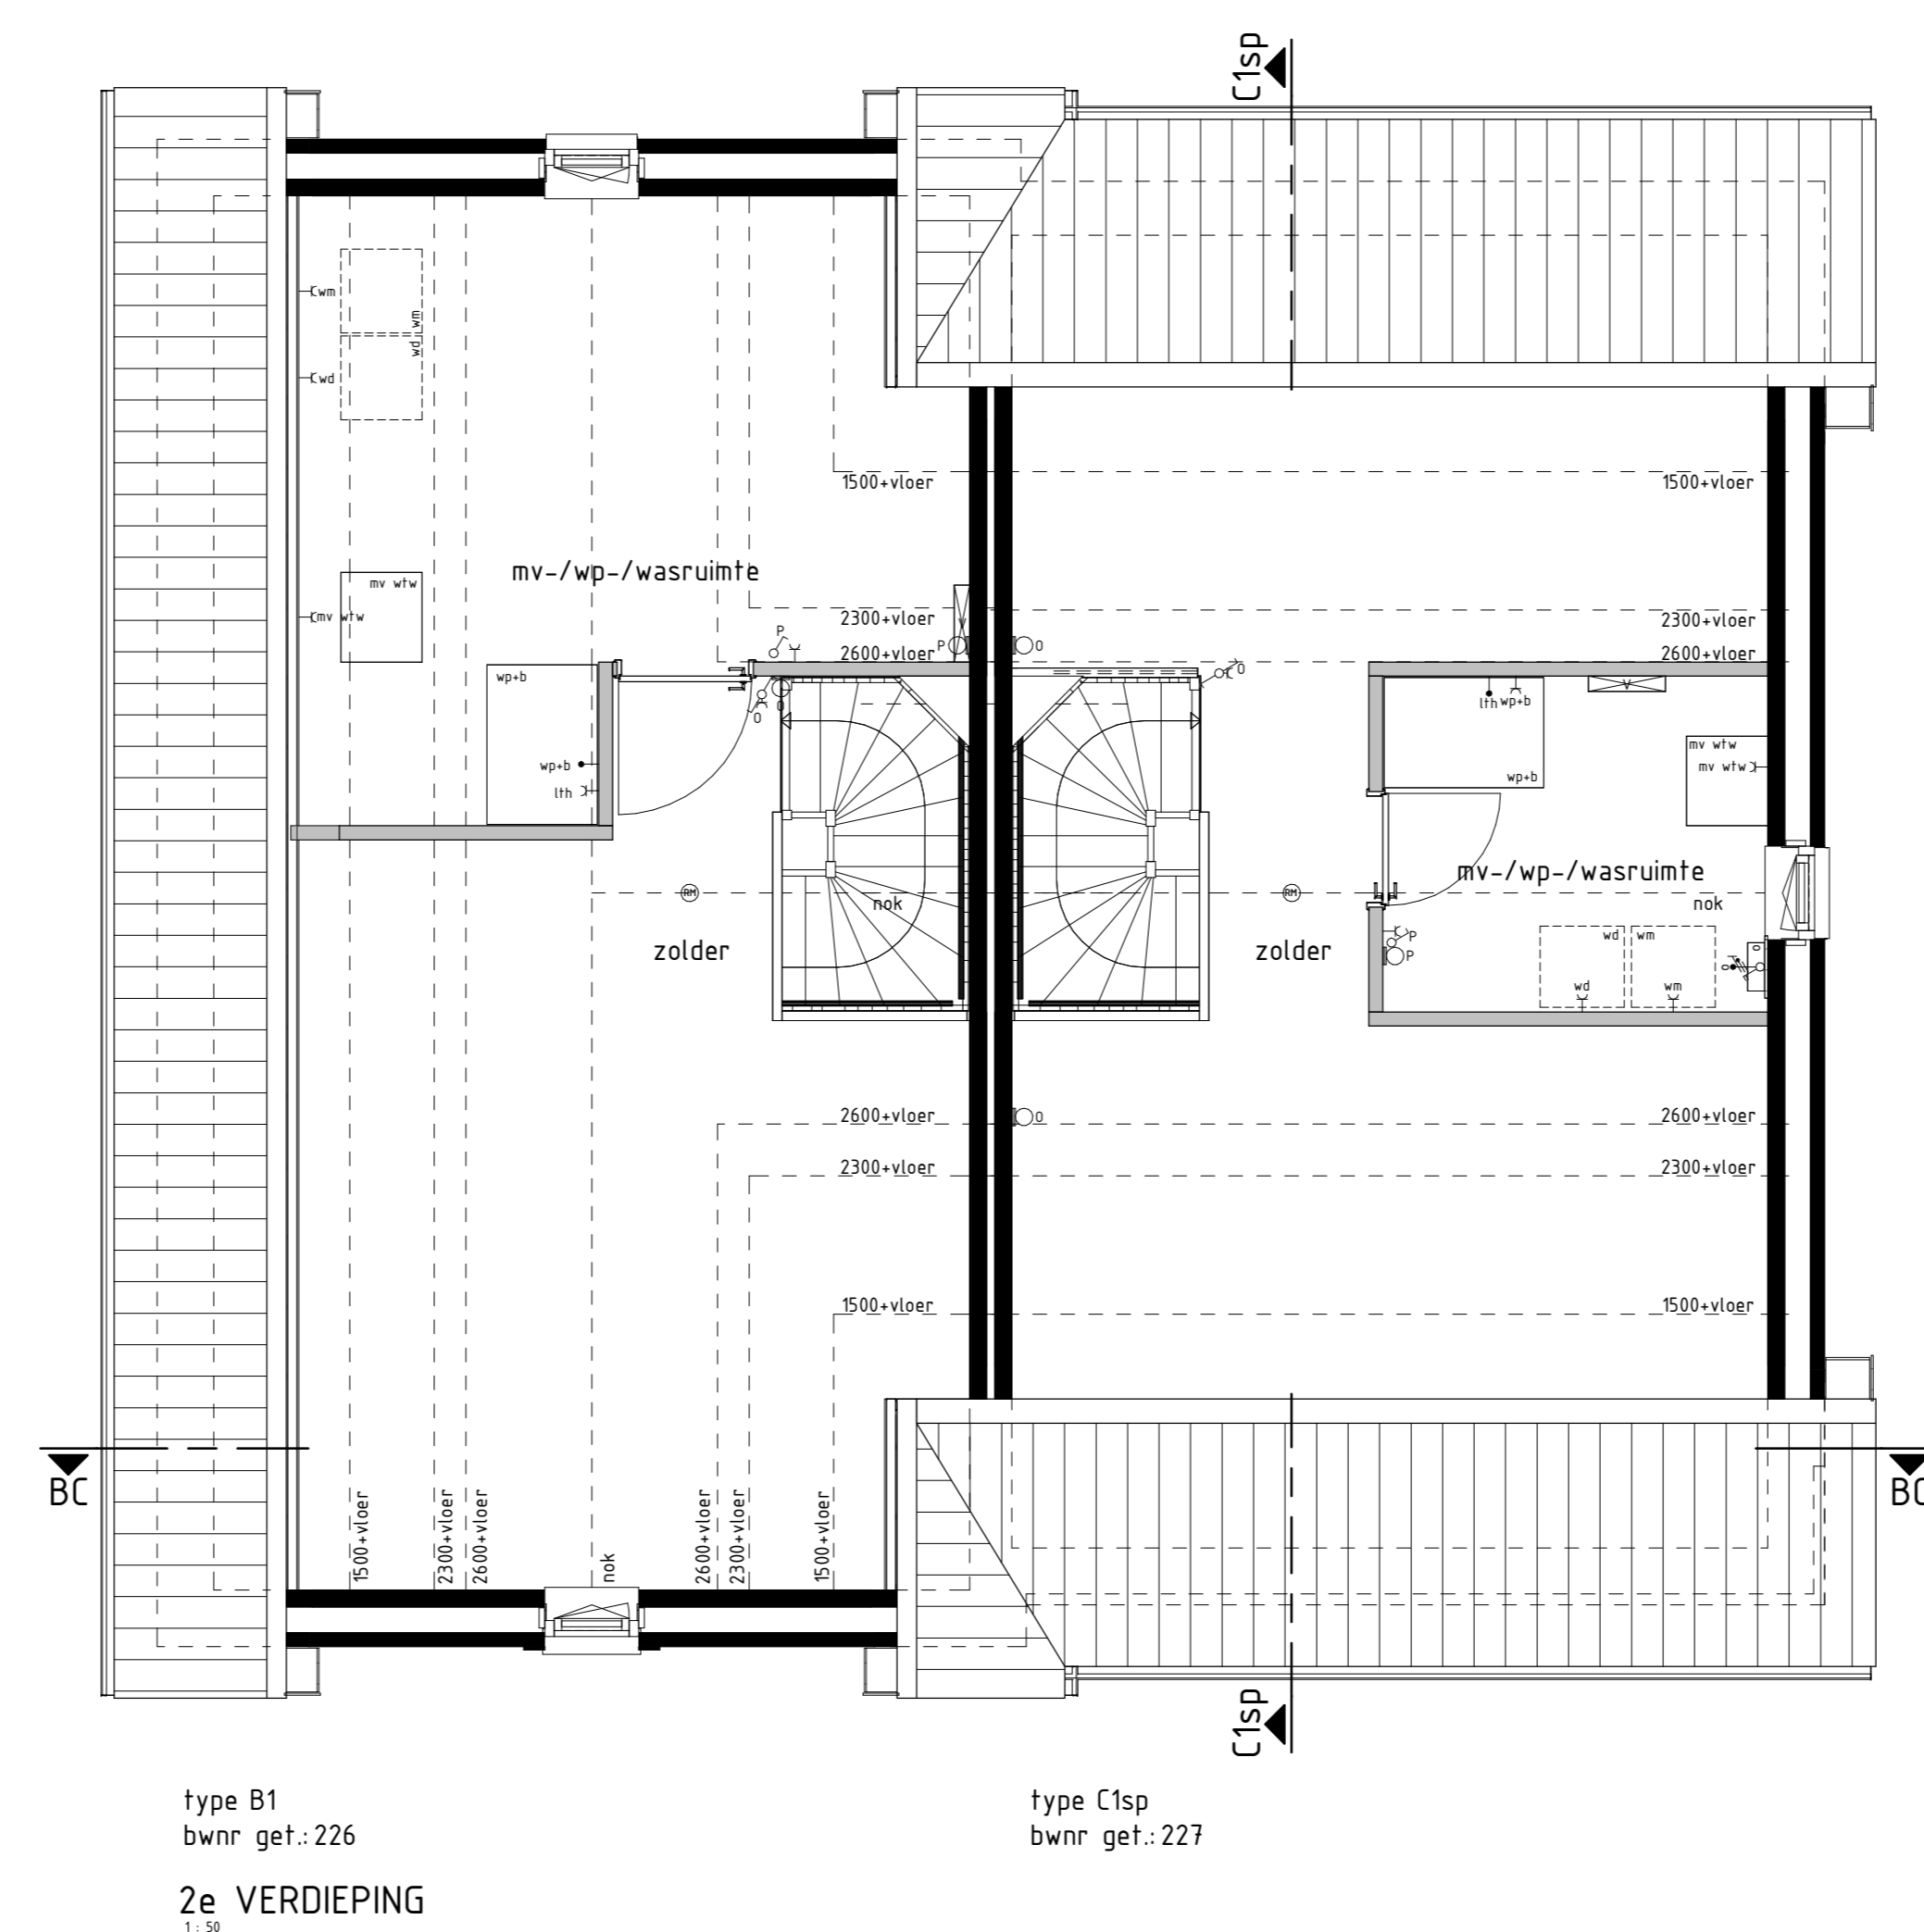 C1sp
wm
wm
wd
wd
1500+vloer
1500+vloer
mv-/wp-/wasruimte
mv wtw
mv wtw
2300+vloer
2300+vloer
P
P
O
2600+vloer
2600+vloer
O
wp+b
lth
wp+b
O
O
mv wtw
mv wtw
wp+b
wp+b
lth
mv-/wp-/wasruimte
RM
RM
nok
nok
zolder
zolder
P
P
wd
wm
wd
wm
2600+vloer
O
2600+vloer
2300+vloer
2300+vloer
1500+vloer
1500+vloer
BC
BC
1500+vloer
2300+vloer
2600+vloer
nok
2600+vloer
2300+vloer
1500+vloer
C1sp
type B1
bwnr get.: 226
type C1sp
bwnr get.: 227
2e VERDIEPING
1 : 50